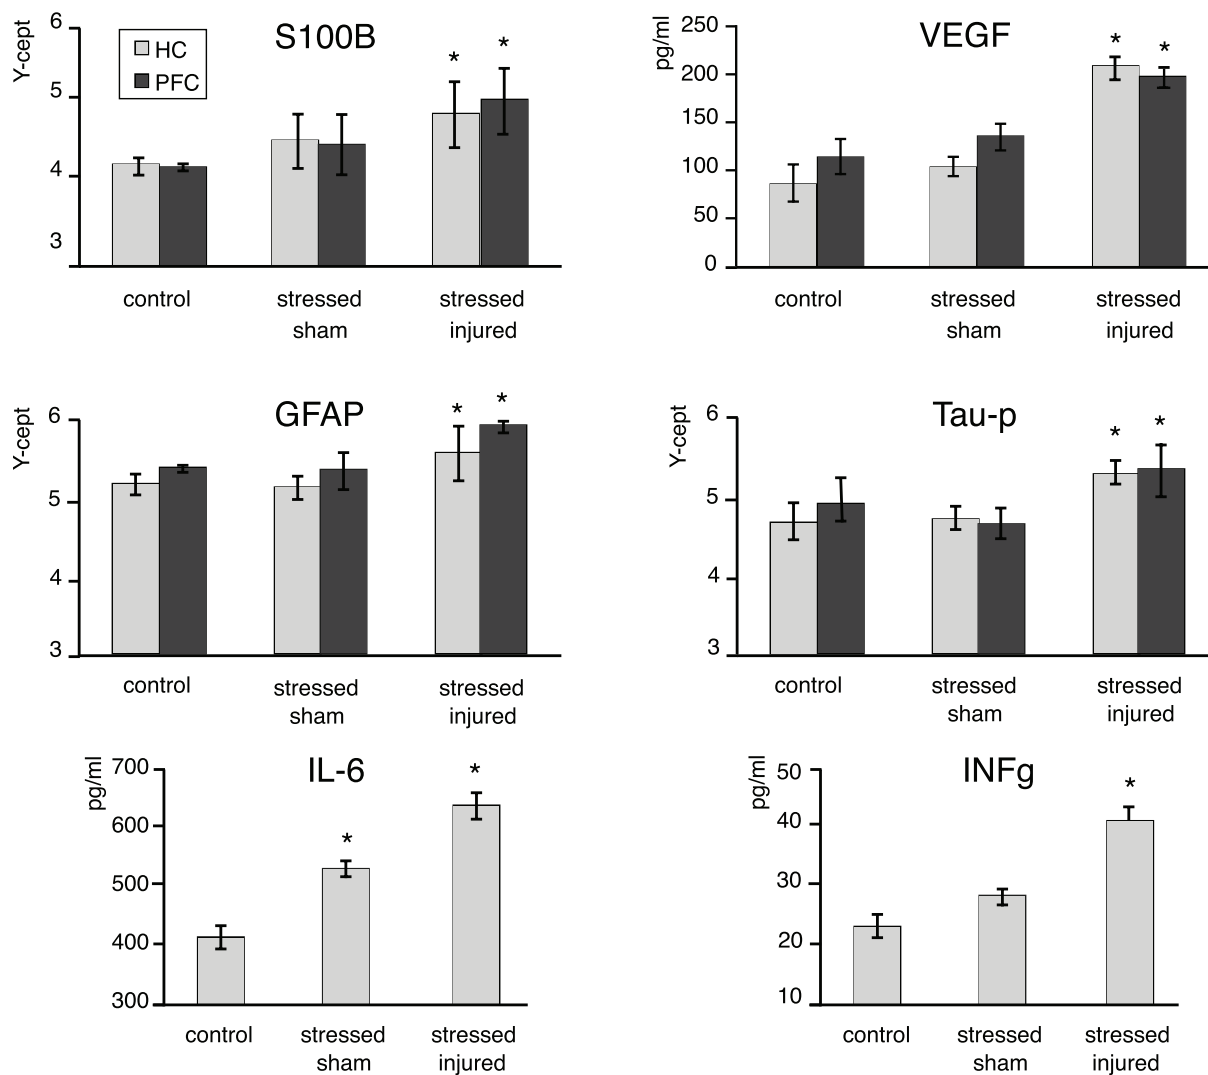 S100B
Y-cept
6
5
4
3
HC
PFC
*
*
control
stressed
sham
stressed
injured
VEGF
pg/ml
250
200
150
100
50
0
*
*
control
stressed
sham
stressed
injured
GFAP
Y-cept
6
5
4
3
*
*
control
stressed
sham
stressed
injured
Tau-p
Y-cept
6
5
4
3
*
*
control
stressed
sham
stressed
injured
IL-6
pg/ml
700
600
500
400
300
*
*
control
stressed
sham
stressed
injured
INFg
pg/ml
50
40
30
20
10
*
control
stressed
sham
stressed
injured